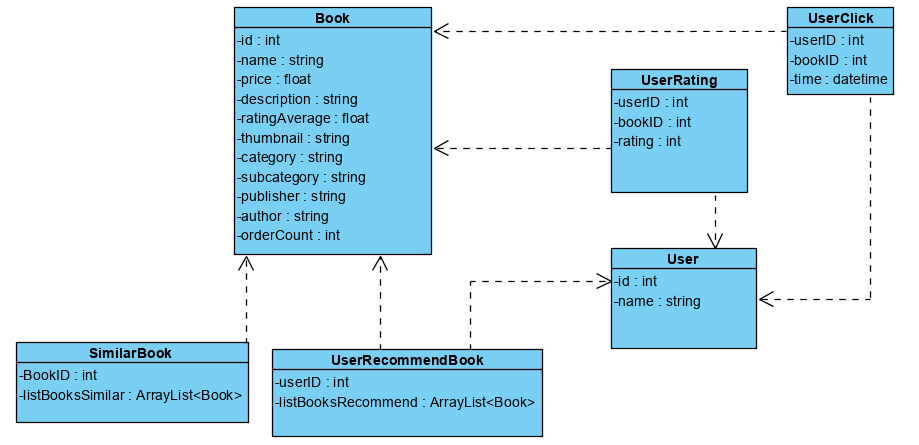 Book
-id : int
-name : string
-price : float
-description : string
-ratingAverage : float
-thumbnail : string
-category : string
-subcategory : string
-publisher : string
-author : string
-orderCount : int
UserClick
-userID : int
-bookID : int
-time : datetime
UserRating
-userID : int
-bookID : int
-rating : int
User
-id : int
-name : string
SimilarBook
-BookID : int
-listBooksSimilar : ArrayList<Book>
UserRecommendBook
-userID : int
-listBooksRecommend : ArrayList<Book>